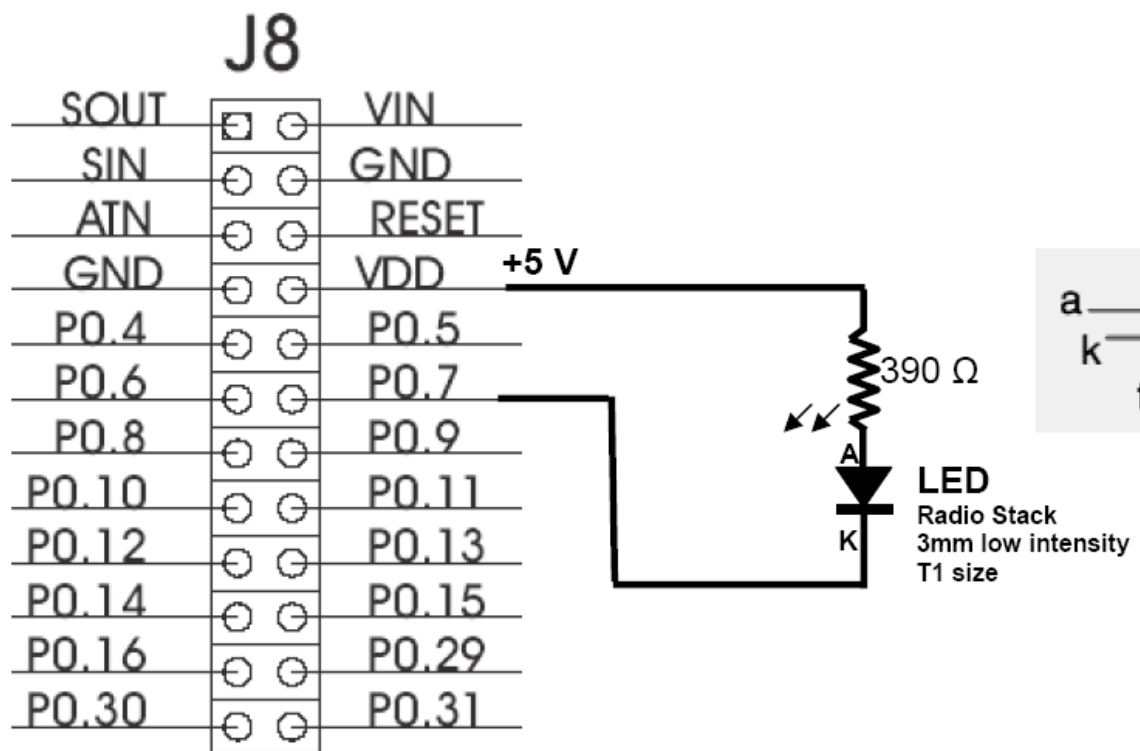 J8
SOUT VIN
SIN GND
ATN RESET
GND VDD +5 V
P0.4 P0.5
P0.6 P0.7
P0.8 P0.9
P0.10 P0.11
P0.12 P0.13
P0.14 P0.15
P0.16 P0.29
P0.30 P0.31
390 Ω
A
K
LED
Radio Stack
3mm low intensity
T1 size
a
k